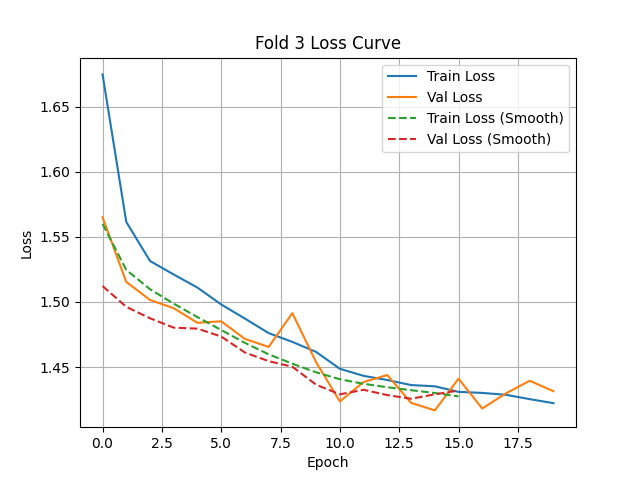 Fold 3 Loss Curve
Train Loss
Val Loss
Train Loss (Smooth)
Val Loss (Smooth)
Loss
1.65
1.60
1.55
1.50
1.45
0.0 2.5 5.0 7.5 10.0 12.5 15.0 17.5
Epoch